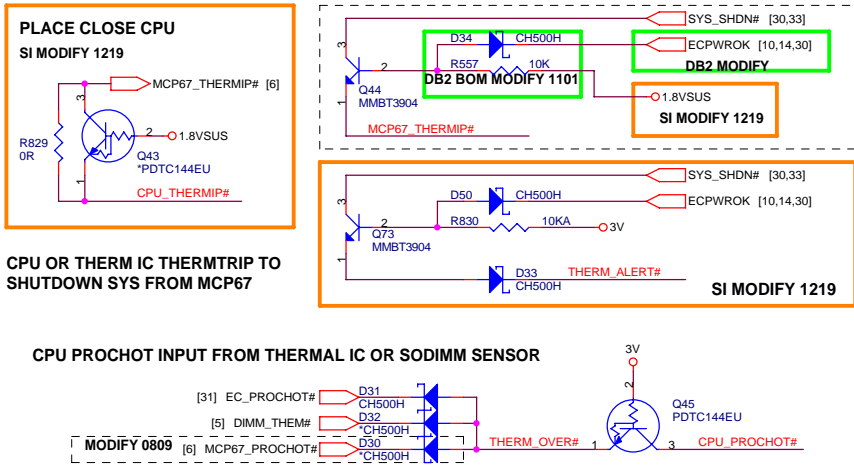 PLACE CLOSE CPU
SI MODIFY 1219
MCP67_THERMIP# [6]
3
R829
0R
2
1.8VSUS
Q43
*PDTC144EU
1
CPU_THERMIP#
SYS_SHDN# [30,33]
3
D34
CH500H
ECPWROK [10,14,30]
DB2 MODIFY
2
R557
10K
DB2 BOM MODIFY 1101
Q44
MMBT3904
1
1.8VSUS
SI MODIFY 1219
MCP67_THERMIP#
SYS_SHDN# [30,33]
3
D50
CH500H
ECPWROK [10,14,30]
2
R830
10KA
3V
Q73
MMBT3904
1
D33
CH500H
THERM_ALERT#
SI MODIFY 1219
CPU OR THERM IC THERMTRIP TO
SHUTDOWN SYS FROM MCP67
CPU PROCHOT INPUT FROM THERMAL IC OR SODIMM SENSOR
3V
2
Q45
PDTC144EU
[31] EC_PROCHOT#
D31
CH500H
[5] DIMM_THEM#
D32
*CH500H
MODIFY 0809
[6] MCP67_PROCHOT#
D30
*CH500H
THERM_OVER#
1
3
CPU_PROCHOT#